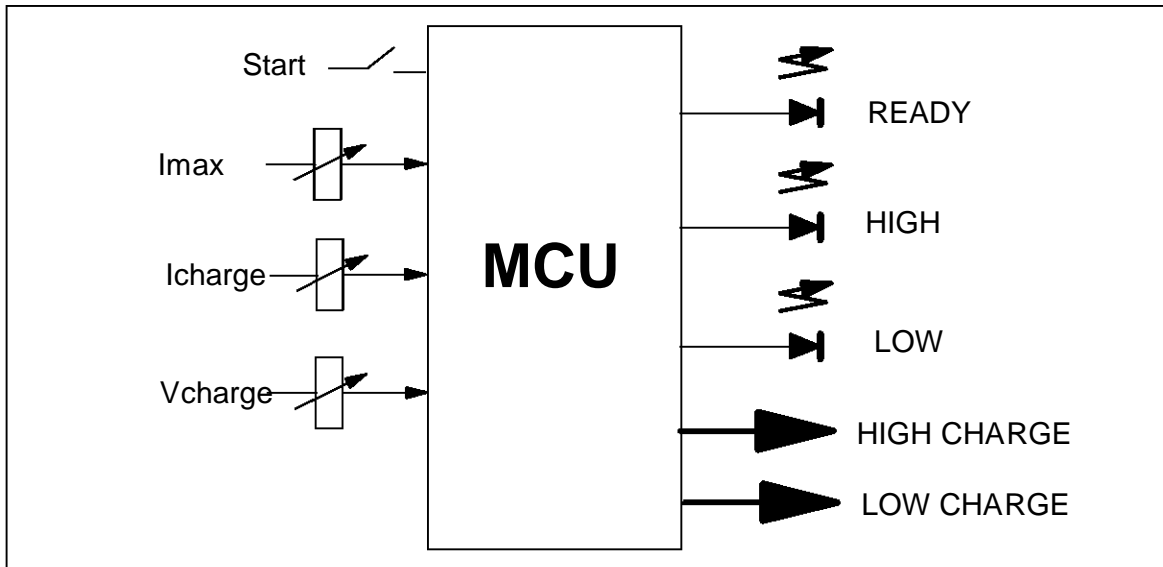 Start
Imax
Icharge
Vcharge
MCU
READY
HIGH
LOW
HIGH CHARGE
LOW CHARGE